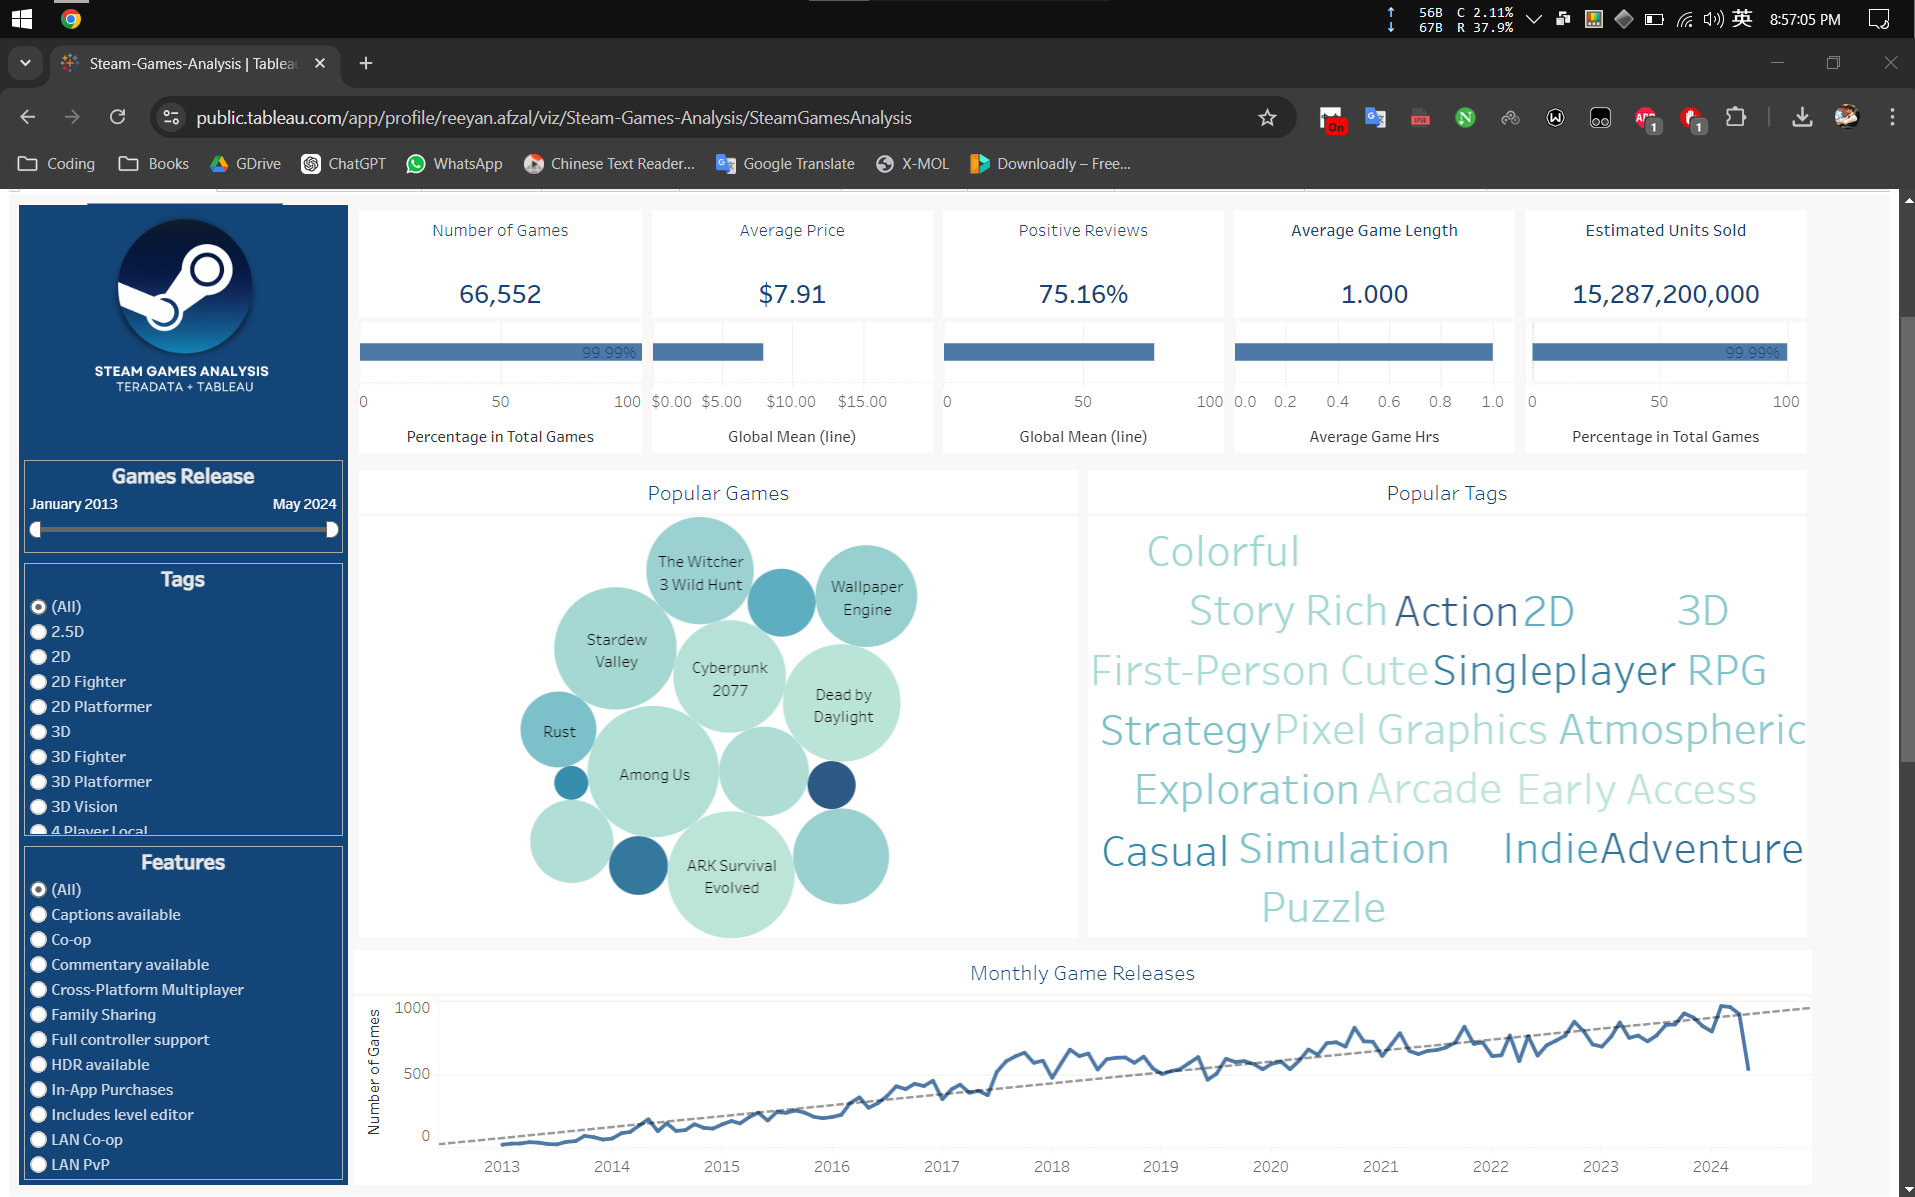 ↑ 56B C 2.11%
↓ 67B R 37.9%
英
8:57:05 PM
Steam-Games-Analysis | Tablea
public.tableau.com/app/profile/reeyan.afzal/viz/Steam-Games-Analysis/SteamGamesAnalysis
On
1
1
Coding
Books
GDrive
ChatGPT
WhatsApp
Chinese Text Reader...
Google Translate
X-MOL
Downloadly – Free...
STEAM GAMES ANALYSIS
TERADATA + TABLEAU
Games Release
January 2013 May 2024
Tags
(All)
2.5D
2D
2D Fighter
2D Platformer
3D
3D Fighter
3D Platformer
3D Vision
4 Player Local
Features
(All)
Captions available
Co-op
Commentary available
Cross-Platform Multiplayer
Family Sharing
Full controller support
HDR available
In-App Purchases
Includes level editor
LAN Co-op
LAN PvP
Number of Games
66,552
99.99%
0 50 100
Percentage in Total Games
Average Price
$7.91
$0.00 $5.00 $10.00 $15.00
Global Mean (line)
Positive Reviews
75.16%
0 50 100
Global Mean (line)
Average Game Length
1.000
0.0 0.2 0.4 0.6 0.8 1.0
Average Game Hrs
Estimated Units Sold
15,287,200,000
99.99%
0 50 100
Percentage in Total Games
Popular Games
The Witcher
3 Wild Hunt
Wallpaper
Engine
Stardew
Valley
Cyberpunk
2077
Dead by
Daylight
Rust
Among Us
ARK Survival
Evolved
Popular Tags
Colorful
Story Rich Action 2D 3D
First-Person Cute Singleplayer RPG
Strategy Pixel Graphics Atmospheric
Exploration Arcade Early Access
Casual Simulation Indie Adventure
Puzzle
Monthly Game Releases
Number of Games
1000
500
0
2013 2014 2015 2016 2017 2018 2019 2020 2021 2022 2023 2024